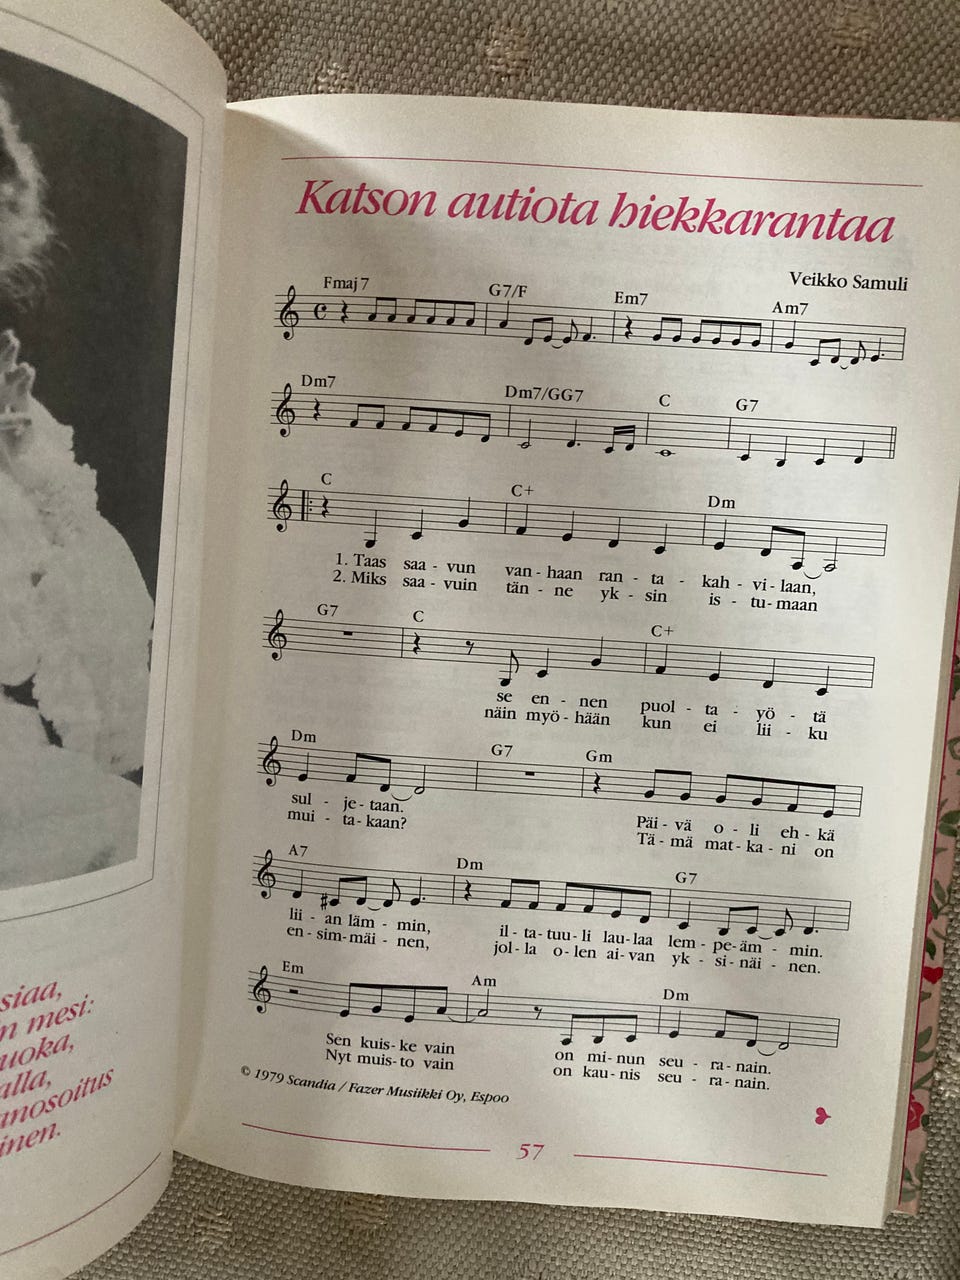 siaa,
n mesi:
uoka,
alla,
anosoitus
inen.
Katson autiota hiekkarantaa
Veikko Samuli
Fmaj7 G7/F Em7 Am7
Dm7 Dm7/GG7 C G7
C C+ Dm
1. Taas saa - vun van - haan ran - ta - kah - vi - laan,
2. Miks saa - vuin tän - ne yk - sin is - tu - maan
G7 C C+
se en - nen puol - ta - yö - tä
näin myö - hään kun ei lii - ku
Dm G7 Gm
sul - je - taan. Päi - vä o - li eh - kä
mui - ta - kaan? Tä - mä mat - ka - ni on
A7 Dm G7
lii - an läm - min, il - ta - tuu - li lau - laa lem - pe - äm - min.
en - sim - mäi - nen, jol - la o - len ai - van yk - si - näi - nen.
Em Am Dm
Sen kuis - ke vain on mi - nun seu - ra - nain.
Nyt muis - to vain on kau - nis seu - ra - nain.
© 1979 Scandia / Fazer Musiikki Oy, Espoo
57